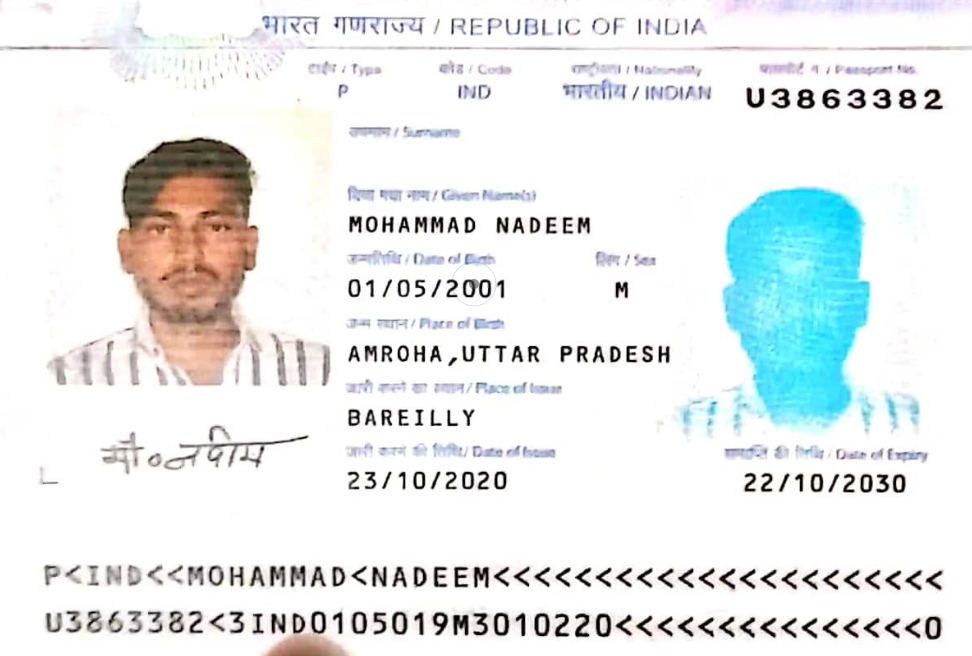 भारत गणराज्य / REPUBLIC OF INDIA
टाईप / Type कोड / Code राष्ट्रीयता / Nationality पासपोर्ट न. / Passport No.
P IND भारतीय / INDIAN U3863382
उपनाम / Surname
दिया गया नाम / Given Name(s)
MOHAMMAD NADEEM
जन्मतिथि / Date of Birth लिंग / Sex
01/05/2001 M
जन्म स्थान / Place of Birth
AMROHA,UTTAR PRADESH
जारी करने का स्थान / Place of Issue
BAREILLY
जारी करने की तिथि / Date of Issue समाप्ति की तिथि / Date of Expiry
23/10/2020 22/10/2030
मौ० नदीम
P<IND<<MOHAMMAD<NADEEM<<<<<<<<<<<<<<<<<<<<<<
U3863382<3IND0105019M3010220<<<<<<<<<<<<<<<0